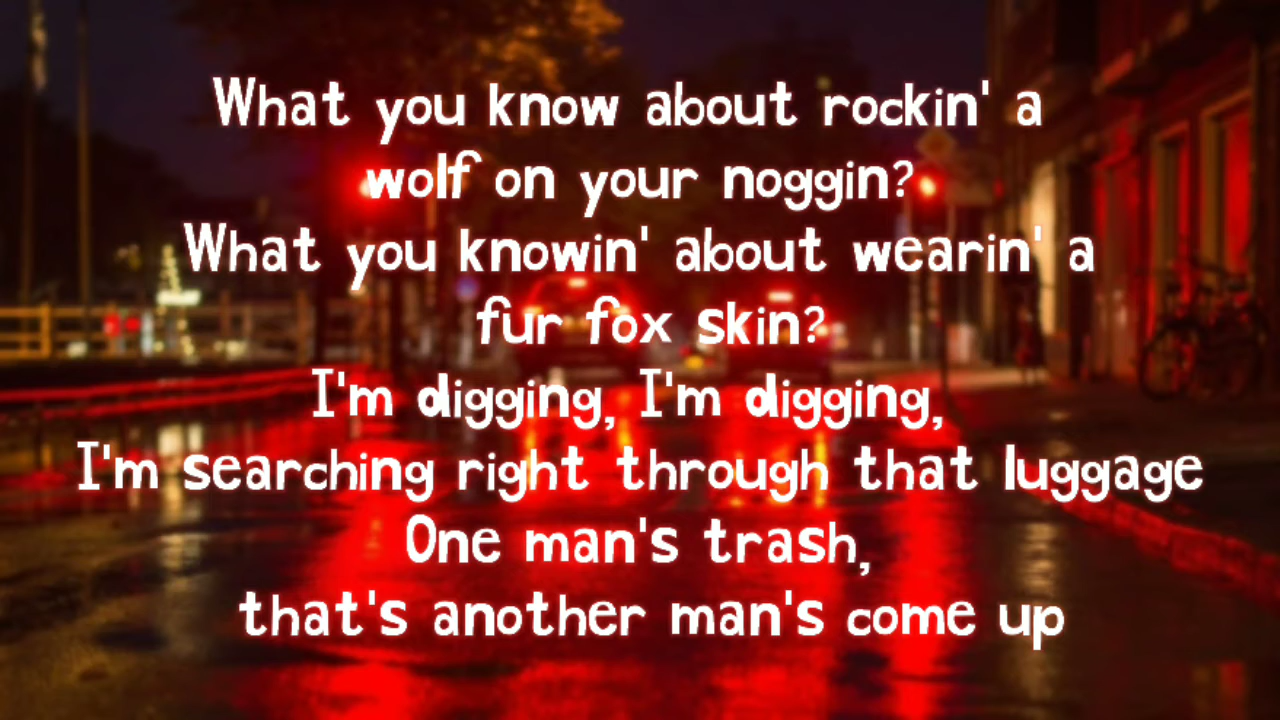 What you know about rockin' a
wolf on your noggin?
What you knowin' about wearin' a
fur fox skin?
I'm digging, I'm digging,
I'm searching right through that luggage
One man's trash,
that's another man's come up